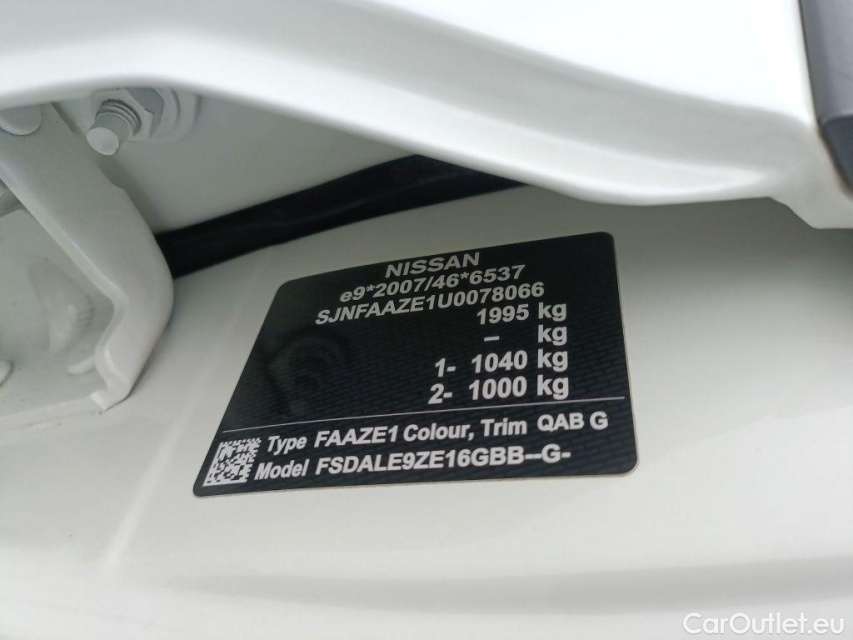 NISSAN
e9*2007/46*6537
SJNFAAZE1U0078066
1995 kg
– kg
1- 1040 kg
2- 1000 kg
Type FAAZE1 Colour, Trim QAB G
Model FSDALE9ZE16GBB--G-
CarOutlet.eu